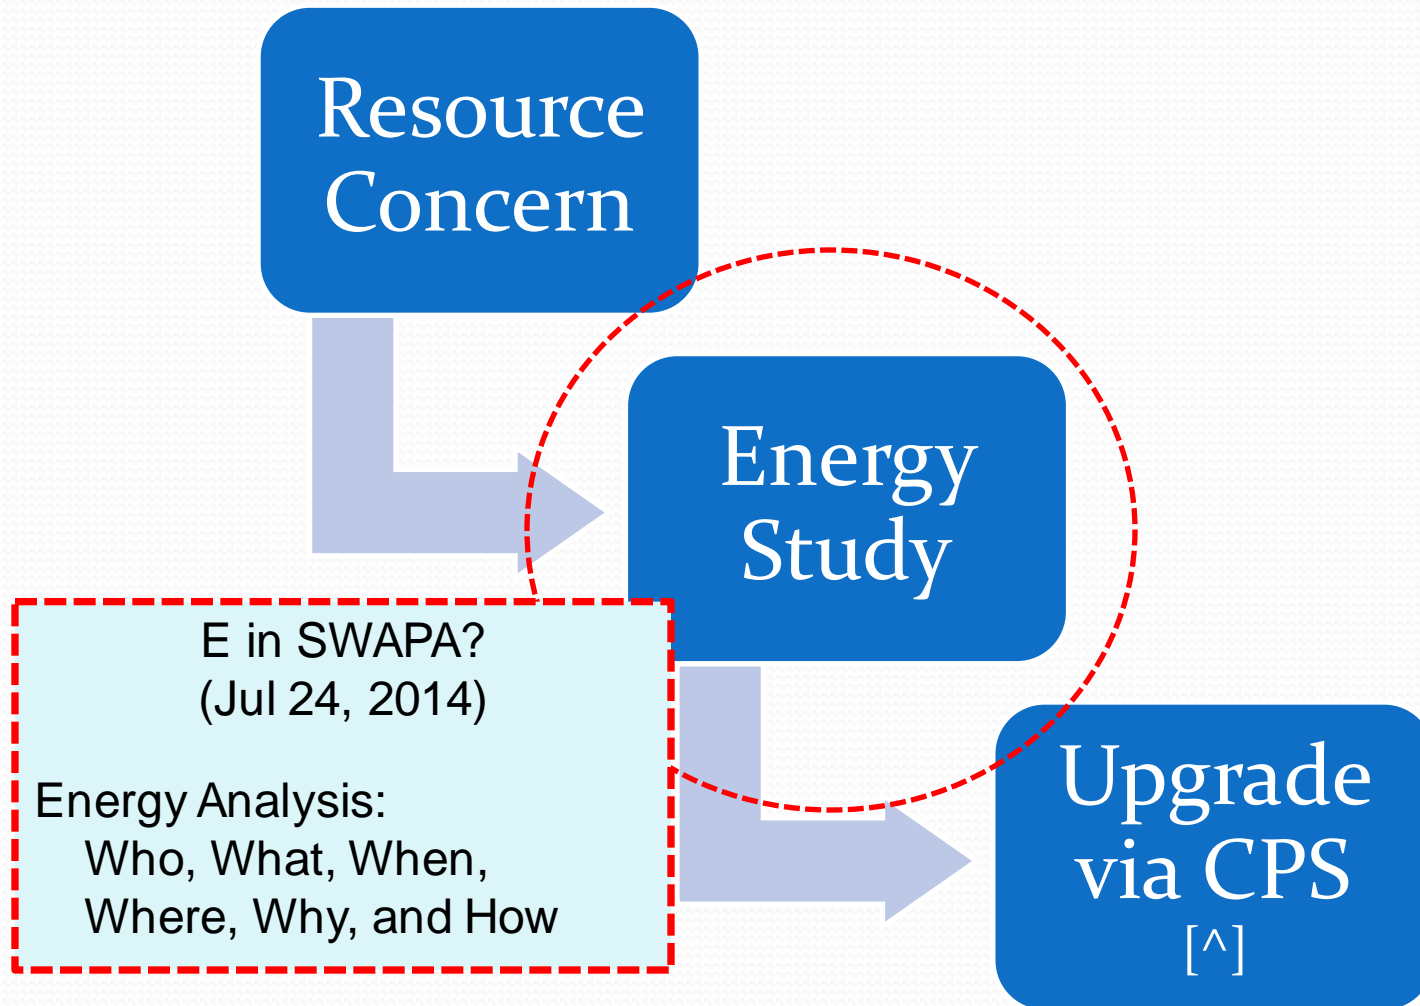 Resource
Concern
Energy
Study
E in SWAPA?
(Jul 24, 2014)
Energy Analysis:
Who, What, When,
Where, Why, and How
Upgrade
via CPS
[^]